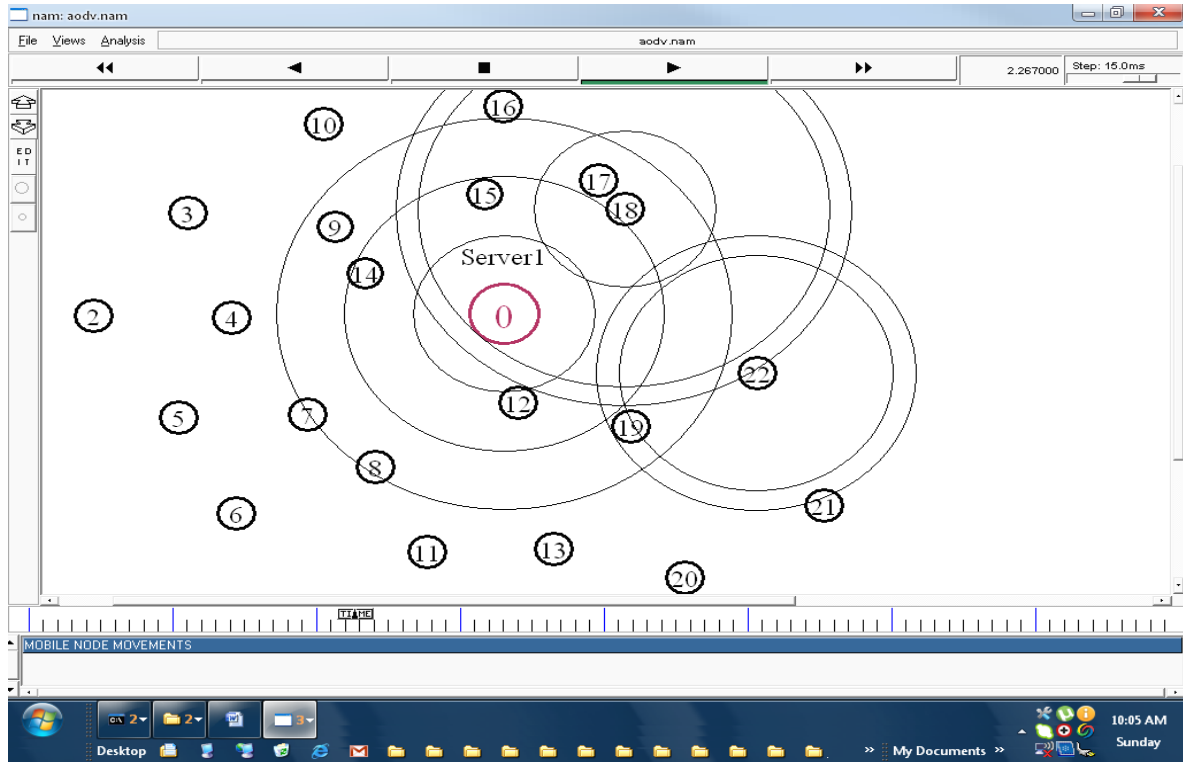 nam: aodv.nam
File Views Analysis aodv.nam
2.267000 Step: 15.0ms
E D
I T
16
10
17
15
3
18
9
Server1
14
2
4
0
22
12
5
7
19
8
21
6
11
13
20
TIME
MOBILE NODE MOVEMENTS
2 2 3
10:05 AM
Desktop » My Documents »
Sunday